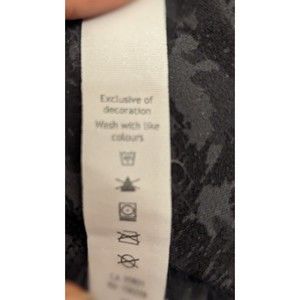 Exclusive of
decoration
Wash with like
colours